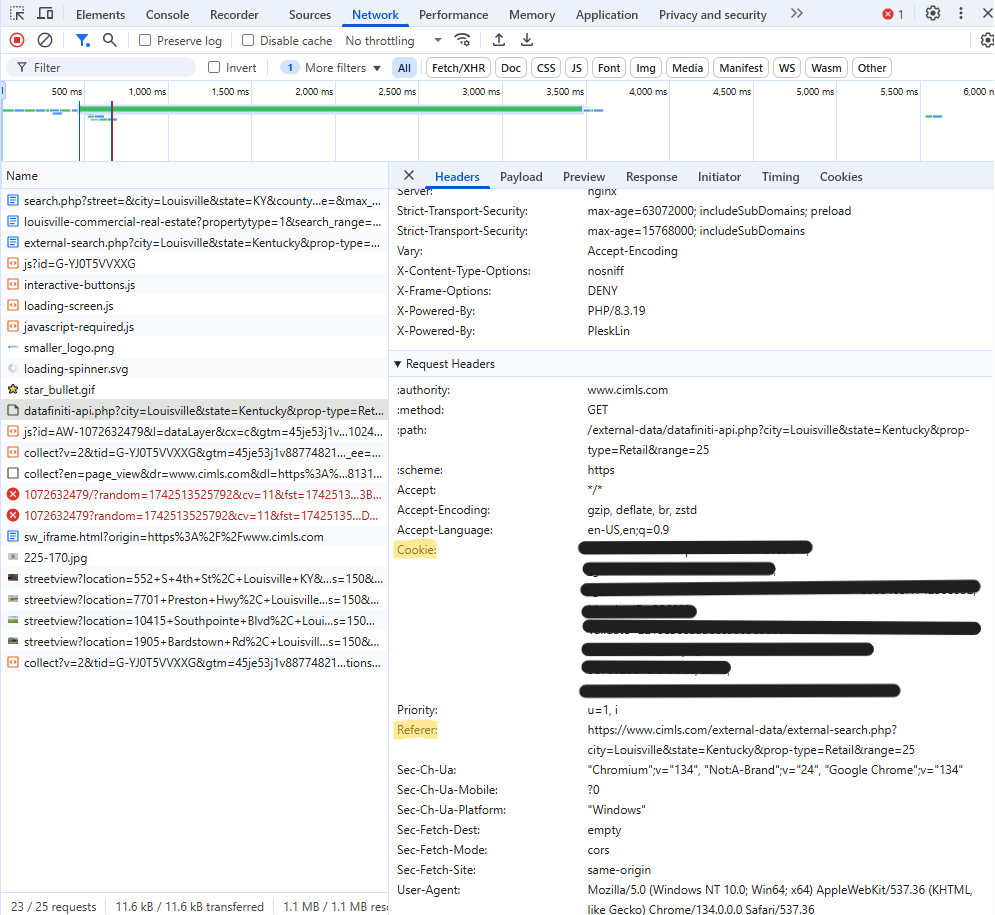 Elements Console Recorder Sources Network Performance Memory Application Privacy and security 1
Preserve log Disable cache No throttling
Filter Invert 1 More filters All Fetch/XHR Doc CSS JS Font Img Media Manifest WS Wasm Other
500 ms 1,000 ms 1,500 ms 2,000 ms 2,500 ms 3,000 ms 3,500 ms 4,000 ms 4,500 ms 5,000 ms 5,500 ms 6,000 m
Name
search.php?street=&city=Louisville&state=KY&county...e=&max_...
louisville-commercial-real-estate?propertytype=1&search_range=...
external-search.php?city=Louisville&state=Kentucky&prop-type=...
js?id=G-YJ0T5VVXXG
interactive-buttons.js
loading-screen.js
javascript-required.js
smaller_logo.png
loading-spinner.svg
star_bullet.gif
datafiniti-api.php?city=Louisville&state=Kentucky&prop-type=Ret...
js?id=AW-1072632479&l=dataLayer&cx=c&gtm=45je53j1v...1024...
collect?v=2&tid=G-YJ0T5VVXXG&gtm=45je53j1v88774821..._ee=...
collect?en=page_view&dr=www.cimls.com&dl=https%3A%...8131...
1072632479/?random=1742513525792&cv=11&fst=1742513...3B...
1072632479?random=1742513525792&cv=11&fst=17425135...D...
sw_iframe.html?origin=https%3A%2F%2Fwww.cimls.com
225-170.jpg
streetview?location=552+S+4th+St%2C+Louisville+KY&...s=150&...
streetview?location=7701+Preston+Hwy%2C+Louisville...s=150&...
streetview?location=10415+Southpointe+Blvd%2C+Loui...s=150...
streetview?location=1905+Bardstown+Rd%2C+Louisvill...s=150&...
collect?v=2&tid=G-YJ0T5VVXXG&gtm=45je53j1v88774821...tions...
23 / 25 requests 11.6 kB / 11.6 kB transferred 1.1 MB / 1.1 MB res
Headers Payload Preview Response Initiator Timing Cookies
Server: nginx
Strict-Transport-Security: max-age=63072000; includeSubDomains; preload
Strict-Transport-Security: max-age=15768000; includeSubDomains
Vary: Accept-Encoding
X-Content-Type-Options: nosniff
X-Frame-Options: DENY
X-Powered-By: PHP/8.3.19
X-Powered-By: PleskLin
Request Headers
:authority: www.cimls.com
:method: GET
:path: /external-data/datafiniti-api.php?city=Louisville&state=Kentucky&prop-
type=Retail&range=25
:scheme: https
Accept: */*
Accept-Encoding: gzip, deflate, br, zstd
Accept-Language: en-US,en;q=0.9
Cookie:
Priority: u=1, i
Referer: https://www.cimls.com/external-data/external-search.php?
city=Louisville&state=Kentucky&prop-type=Retail&range=25
Sec-Ch-Ua: "Chromium";v="134", "Not:A-Brand";v="24", "Google Chrome";v="134"
Sec-Ch-Ua-Mobile: ?0
Sec-Ch-Ua-Platform: "Windows"
Sec-Fetch-Dest: empty
Sec-Fetch-Mode: cors
Sec-Fetch-Site: same-origin
User-Agent: Mozilla/5.0 (Windows NT 10.0; Win64; x64) AppleWebKit/537.36 (KHTML,
like Gecko) Chrome/134.0.0.0 Safari/537.36